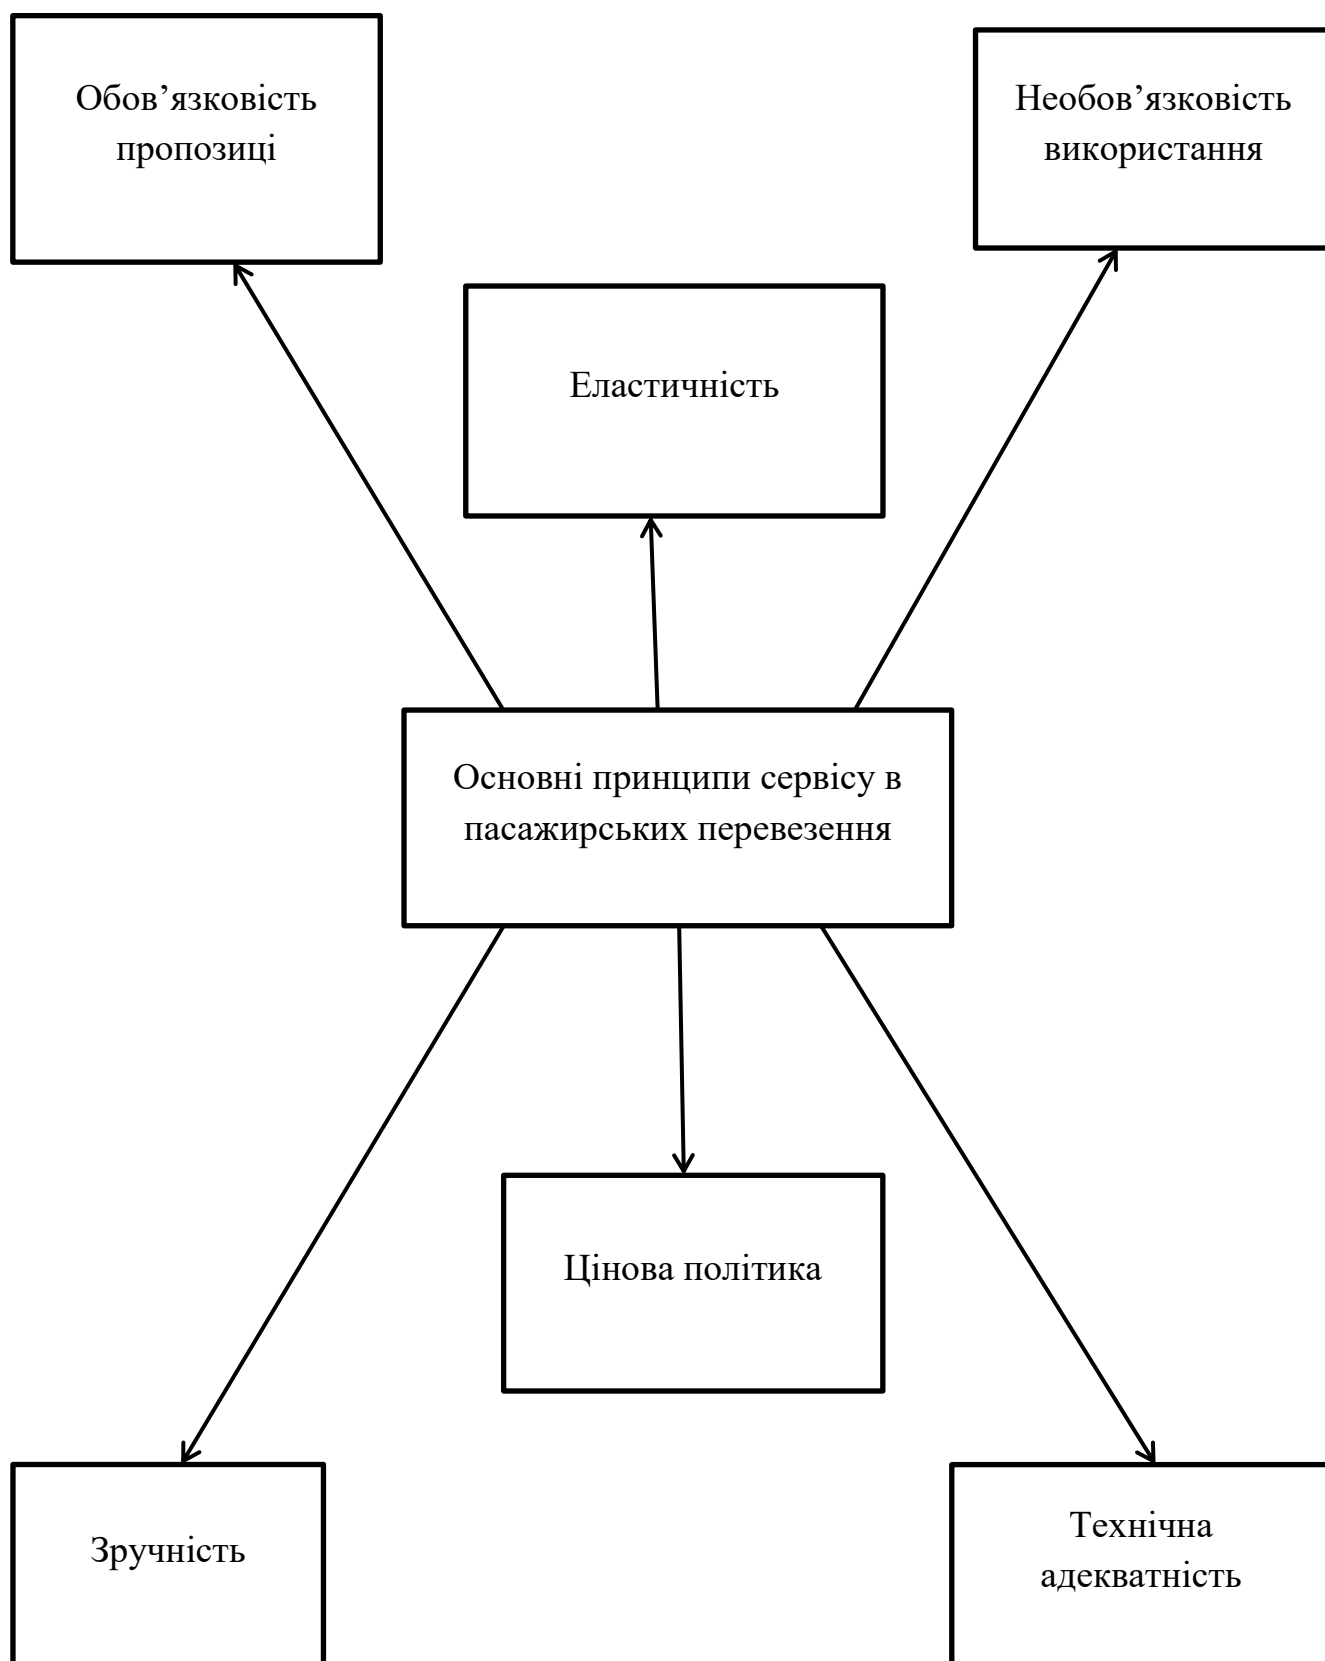 Обов’язковість
пропозиці
Необов’язковість
використання
Еластичність
Основні принципи сервісу в
пасажирських перевезення
Цінова політика
Зручність
Технічна
адекватність